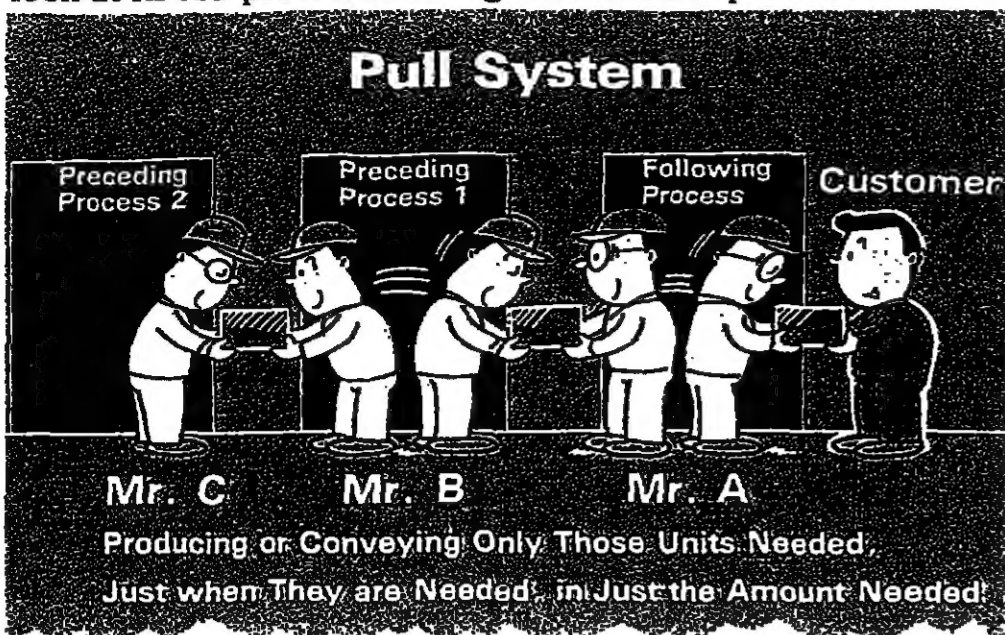 Pull System
Preceding
Process 2
Preceding
Process 1
Following
Process
Customer
Mr. C
Mr. B
Mr. A
Producing or Conveying Only Those Units Needed,
Just when They are Needed, in Just the Amount Needed!